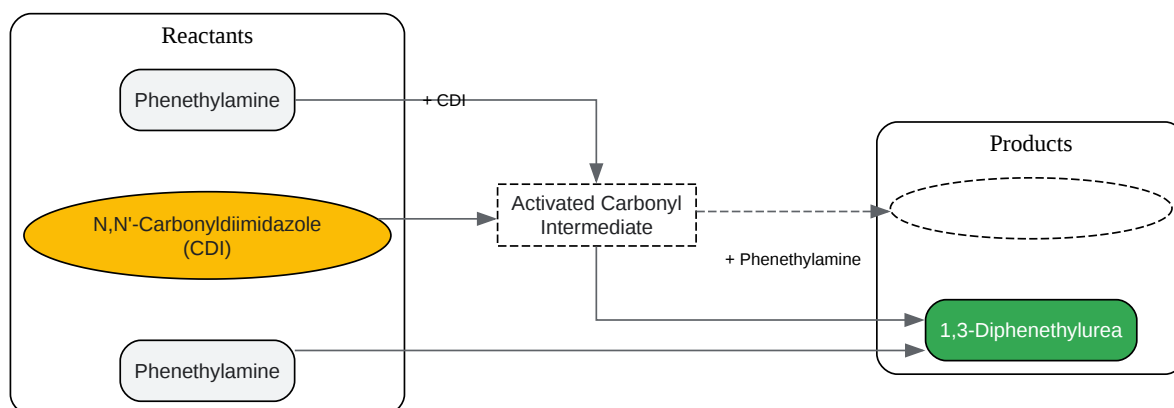 Reactants
Phenethylamine
+ CDI
N,N'-Carbonyldiimidazole
(CDI)
Phenethylamine
Activated Carbonyl
Intermediate
+ Phenethylamine
Products
1,3-Diphenethylurea